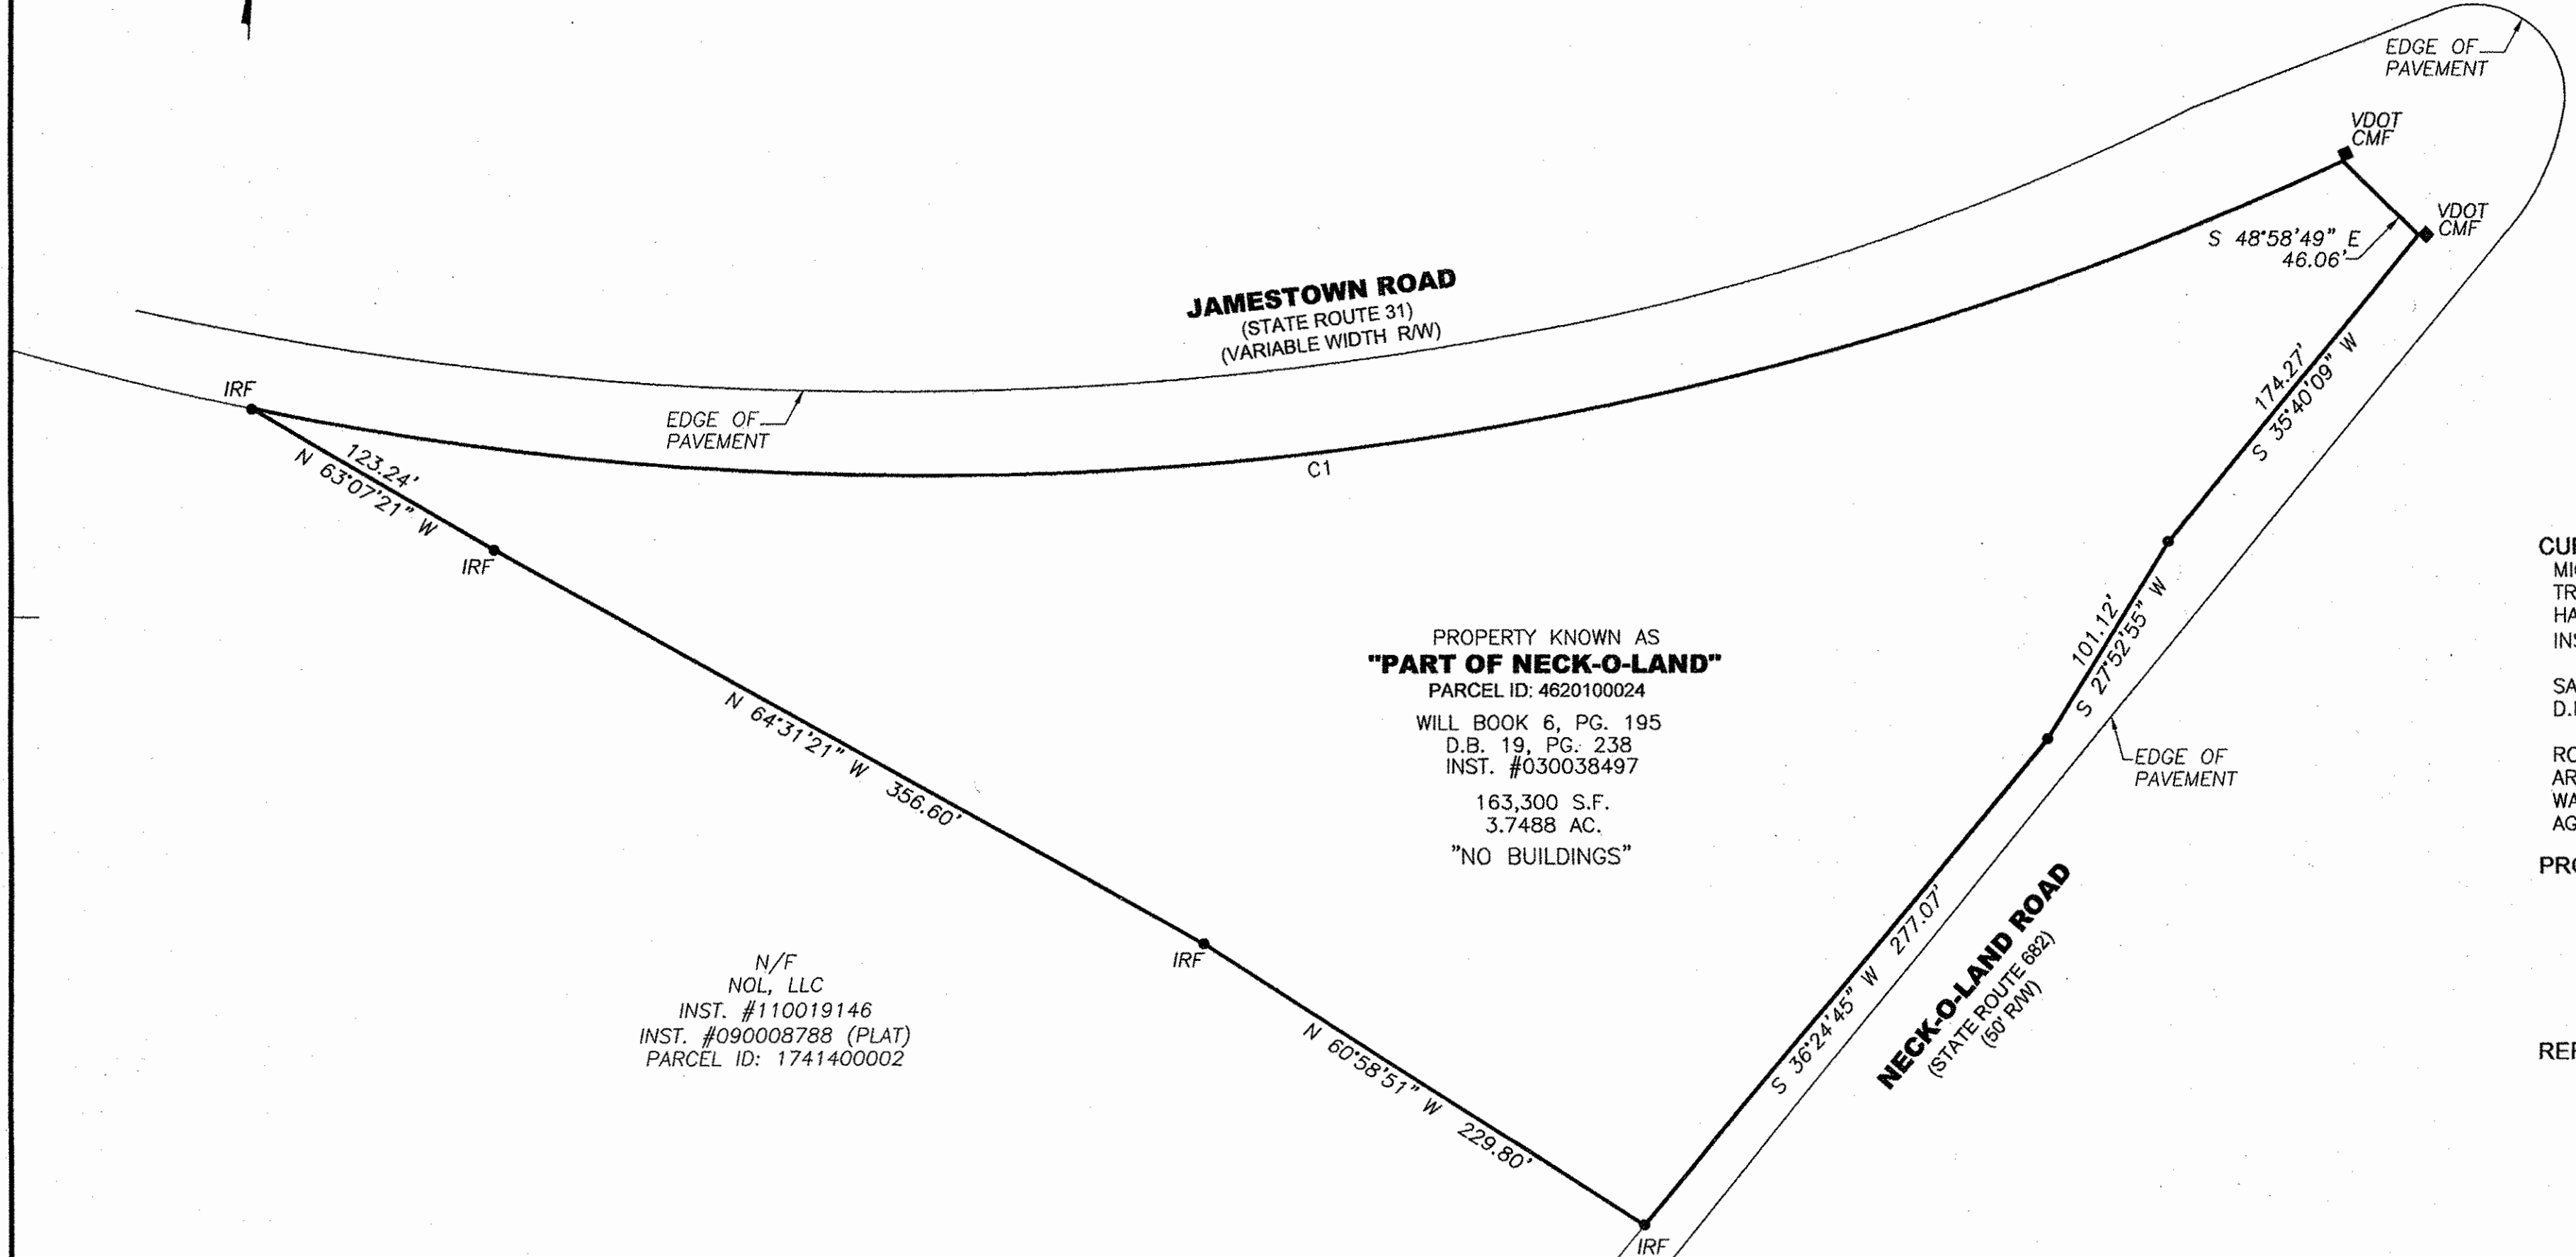 EDGE OF
PAVEMENT
VDOT
CMF
VDOT
CMF
S 48°58'49" E
46.06'
JAMESTOWN ROAD
(STATE ROUTE 31)
(VARIABLE WIDTH R/W)
IRF
EDGE OF
PAVEMENT
C1
123.24'
N 63°07'21" W
IRF
174.27'
S 35°40'09" W
101.12'
S 27°52'55" W
N 64°31'21" W 356.60'
PROPERTY KNOWN AS
"PART OF NECK-O-LAND"
PARCEL ID: 4620100024
WILL BOOK 6, PG. 195
D.B. 19, PG. 238
INST. #030038497
163,300 S.F.
3.7488 AC.
"NO BUILDINGS"
EDGE OF
PAVEMENT
S 36°24'45" W 277.07'
NECK-O-LAND ROAD
(STATE ROUTE 682)
(50' R/W)
IRF
N/F
NOL, LLC
INST. #110019146
INST. #090008788 (PLAT)
PARCEL ID: 1741400002
N 60°58'51" W 229.80'
IRF